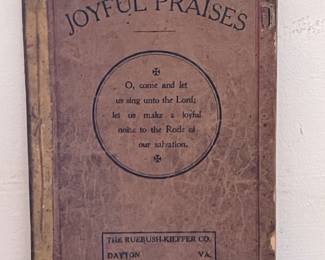 JOYFUL PRAISES
O, come and let
us sing unto the Lord;
let us make a joyful
noise to the Rock of
our salvation.
THE RUEBUSH-KIEFFER CO.
DAYTON VA.